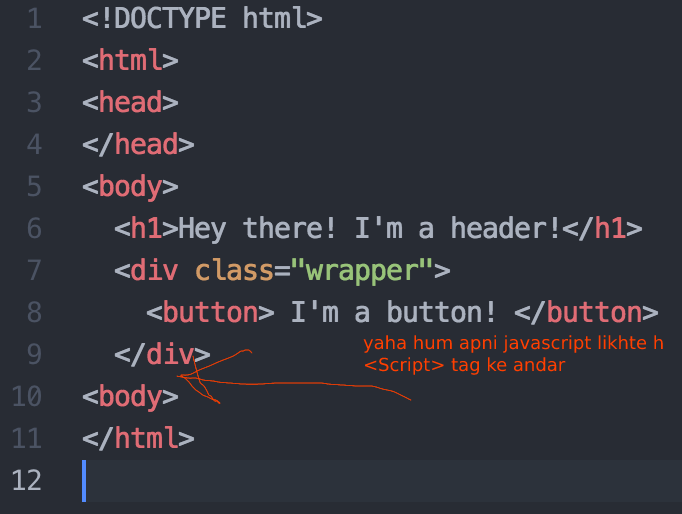 1 <!DOCTYPE html>
2 <html>
3 <head>
4 </head>
5 <body>
6 <h1>Hey there! I'm a header!</h1>
7 <div class="wrapper">
8 <button> I'm a button! </button>
9 </div>
yaha hum apni javascript likhte h
<Script> tag ke andar
10 <body>
11 </html>
12